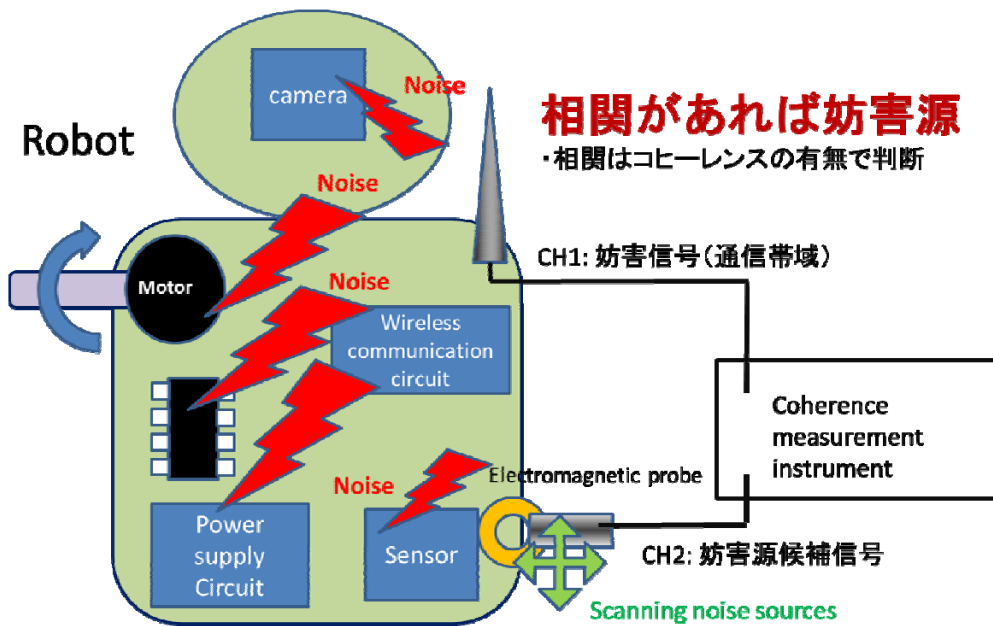 camera
Noise
Robot
相関があれば妨害源
・相関はコヒーレンスの有無で判断
Noise
CH1: 妨害信号（通信帯域）
Motor
Noise
Wireless
communication
circuit
Coherence
measurement
instrument
Electromagnetic probe
Noise
Power
supply
Circuit
Sensor
CH2: 妨害源候補信号
Scanning noise sources